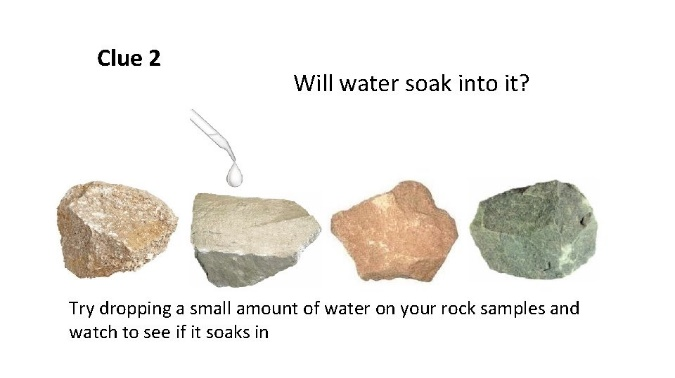 Clue 2
Will water soak into it?
Try dropping a small amount of water on your rock samples and
watch to see if it soaks in